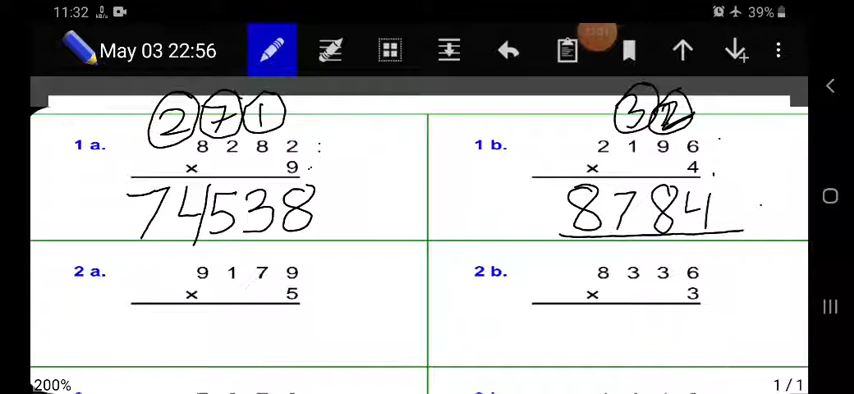 11:32 0 KB/s 39%
May 03 22:56
2 7 1 3 2
1 a. 8 2 8 2 : 1 b. 2 1 9 6
× 9 × 4
74538 8784
2 a. 9 1 7 9 2 b. 8 3 3 6
× 5 × 3
200% 1 / 1